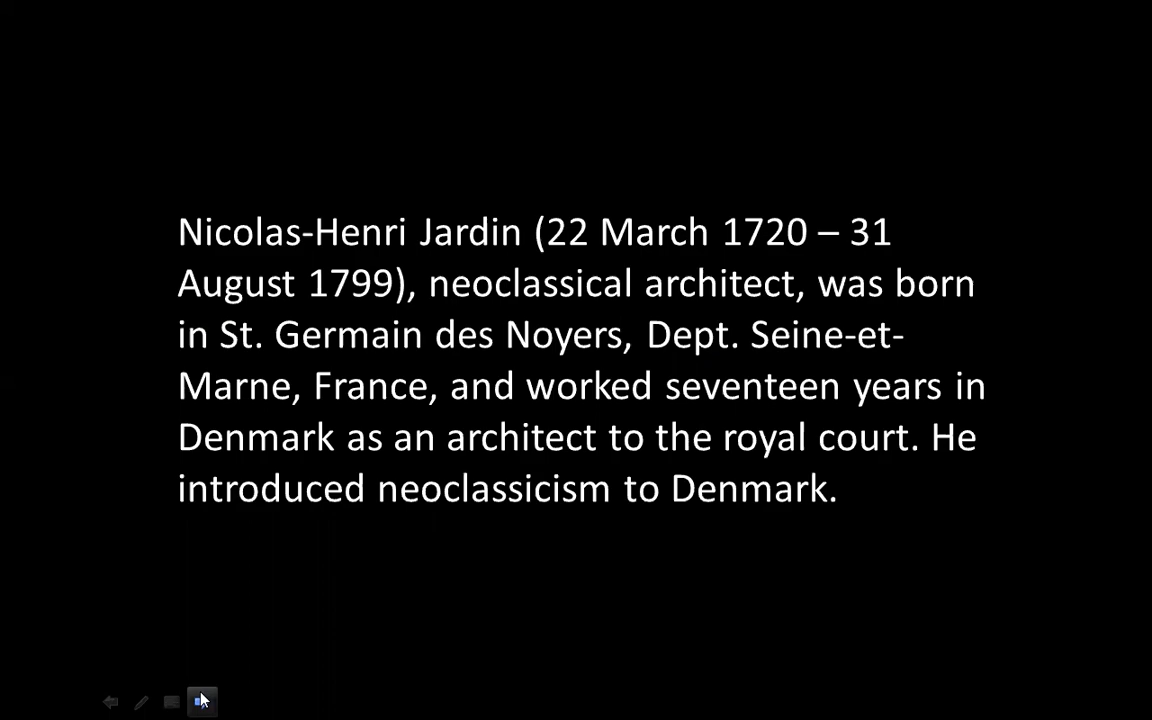 Nicolas-Henri Jardin (22 March 1720 – 31
August 1799), neoclassical architect, was born
in St. Germain des Noyers, Dept. Seine-et-
Marne, France, and worked seventeen years in
Denmark as an architect to the royal court. He
introduced neoclassicism to Denmark.